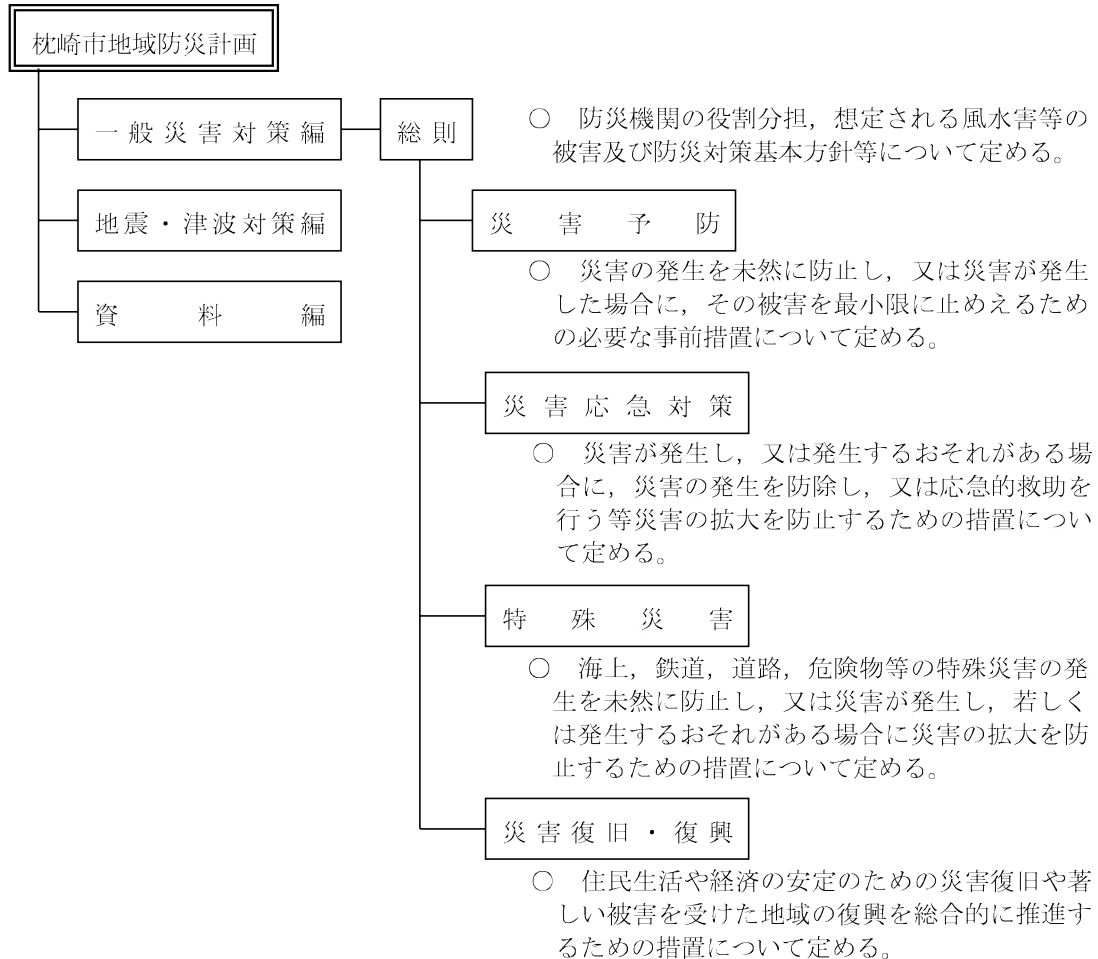 枕崎市地域防災計画
一般災害対策編
総則
○ 防災機関の役割分担，想定される風水害等の
被害及び防災対策基本方針等について定める。
地震・津波対策編
災害予防
○ 災害の発生を未然に防止し，又は災害が発生
した場合に，その被害を最小限に止めえるため
の必要な事前措置について定める。
資料編
災害応急対策
○ 災害が発生し，又は発生するおそれがある場
合に，災害の発生を防除し，又は応急的救助を
行う等災害の拡大を防止するための措置につい
て定める。
特殊災害
○ 海上，鉄道，道路，危険物等の特殊災害の発
生を未然に防止し，又は災害が発生し，若しく
は発生するおそれがある場合に災害の拡大を防
止するための措置について定める。
災害復旧・復興
○ 住民生活や経済の安定のための災害復旧や著
しい被害を受けた地域の復興を総合的に推進す
るための措置について定める。